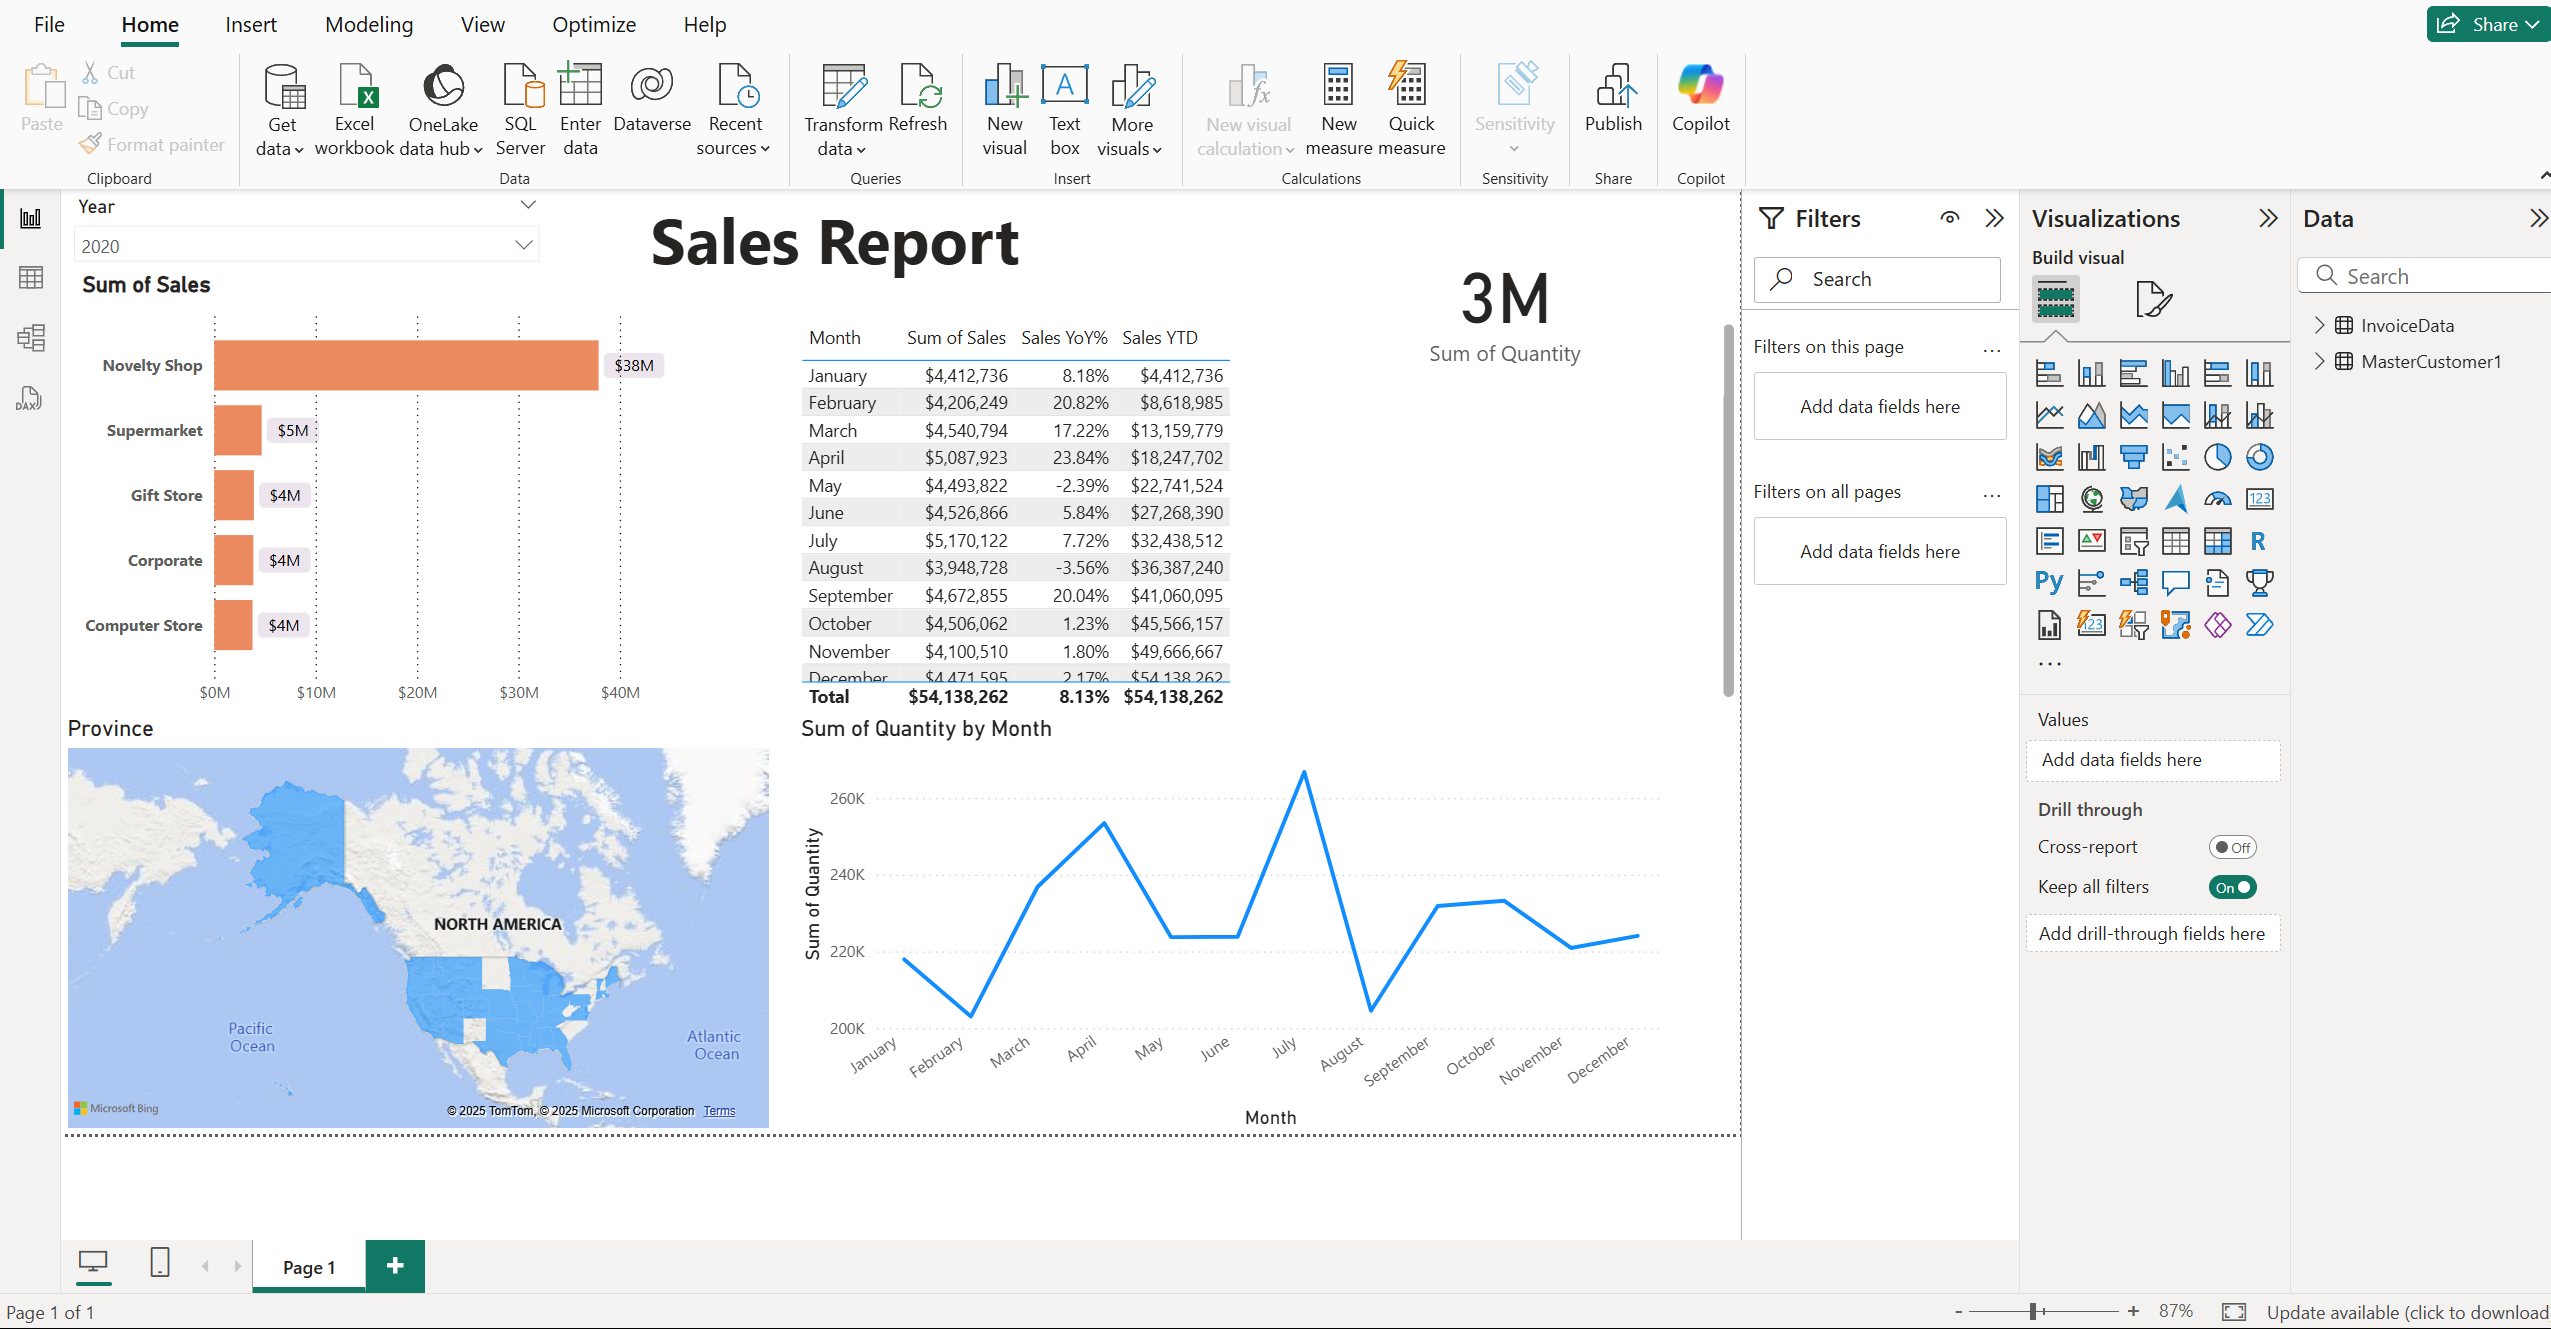 File Home Insert Modeling View Optimize Help Share
Paste
Cut
Copy
Format painter
Clipboard
Get data
Excel workbook
OneLake data hub
SQL Server
Enter data
Dataverse
Recent sources
Data
Transform data
Refresh
Queries
New visual
Text box
More visuals
Insert
New visual calculation
New measure
Quick measure
Calculations
Sensitivity
Sensitivity
Publish
Share
Copilot
Copilot
Year
2020
Sales Report
Sum of Sales
Novelty Shop $38M
Supermarket $5M
Gift Store $4M
Corporate $4M
Computer Store $4M
$0M $10M $20M $30M $40M
Month Sum of Sales Sales YoY% Sales YTD
January $4,412,736 8.18% $4,412,736
February $4,206,249 20.82% $8,618,985
March $4,540,794 17.22% $13,159,779
April $5,087,923 23.84% $18,247,702
May $4,493,822 -2.39% $22,741,524
June $4,526,866 5.84% $27,268,390
July $5,170,122 7.72% $32,438,512
August $3,948,728 -3.56% $36,387,240
September $4,672,855 20.04% $41,060,095
October $4,506,062 1.23% $45,566,157
November $4,100,510 1.80% $49,666,667
December $4,471,595 2.17% $54,138,262
Total $54,138,262 8.13% $54,138,262
3M
Sum of Quantity
Province
NORTH AMERICA
Pacific Ocean
Atlantic Ocean
Microsoft Bing
© 2025 TomTom, © 2025 Microsoft Corporation Terms
Sum of Quantity by Month
Sum of Quantity
260K
240K
220K
200K
January February March April May June July August September October November December
Month
Filters
Search
Filters on this page ...
Add data fields here
Filters on all pages ...
Add data fields here
Visualizations
Build visual
123
R
Py
123
...
Values
Add data fields here
Drill through
Cross-report Off
Keep all filters On
Add drill-through fields here
Data
Search
InvoiceData
MasterCustomer1
DAX
Page 1 +
Page 1 of 1
- + 87%
Update available (click to download